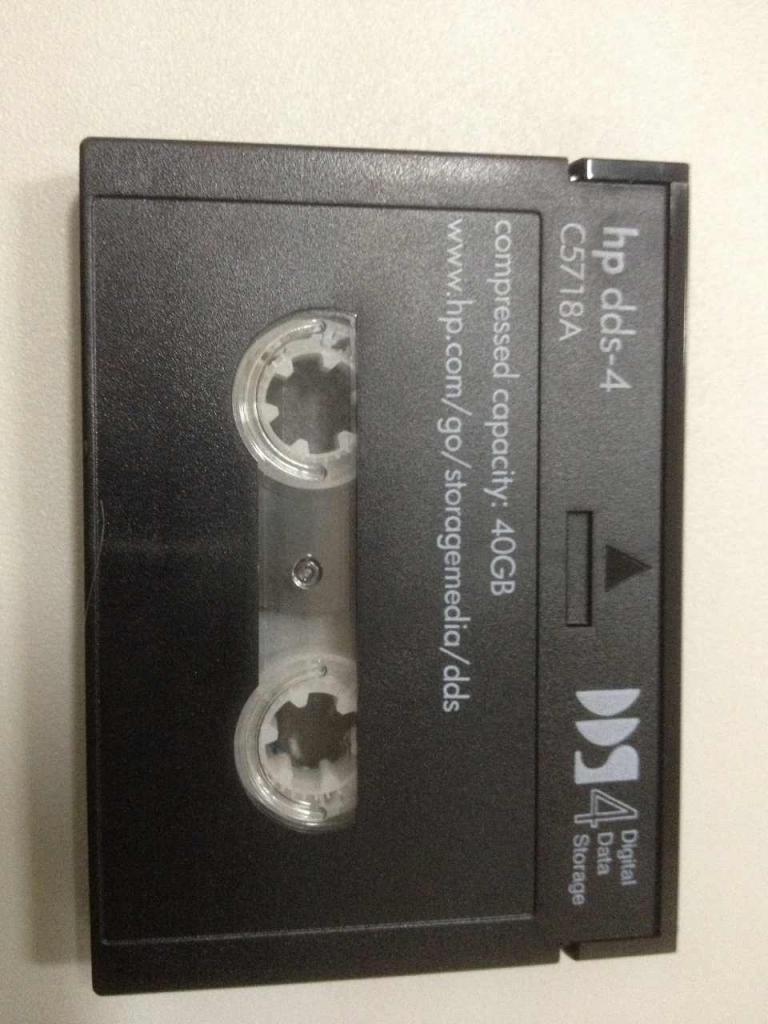 hp dds-4
C5718A
DDS
4
Digital
Data
Storage
compressed capacity: 40GB
www.hp.com/go/storagemedia/dds